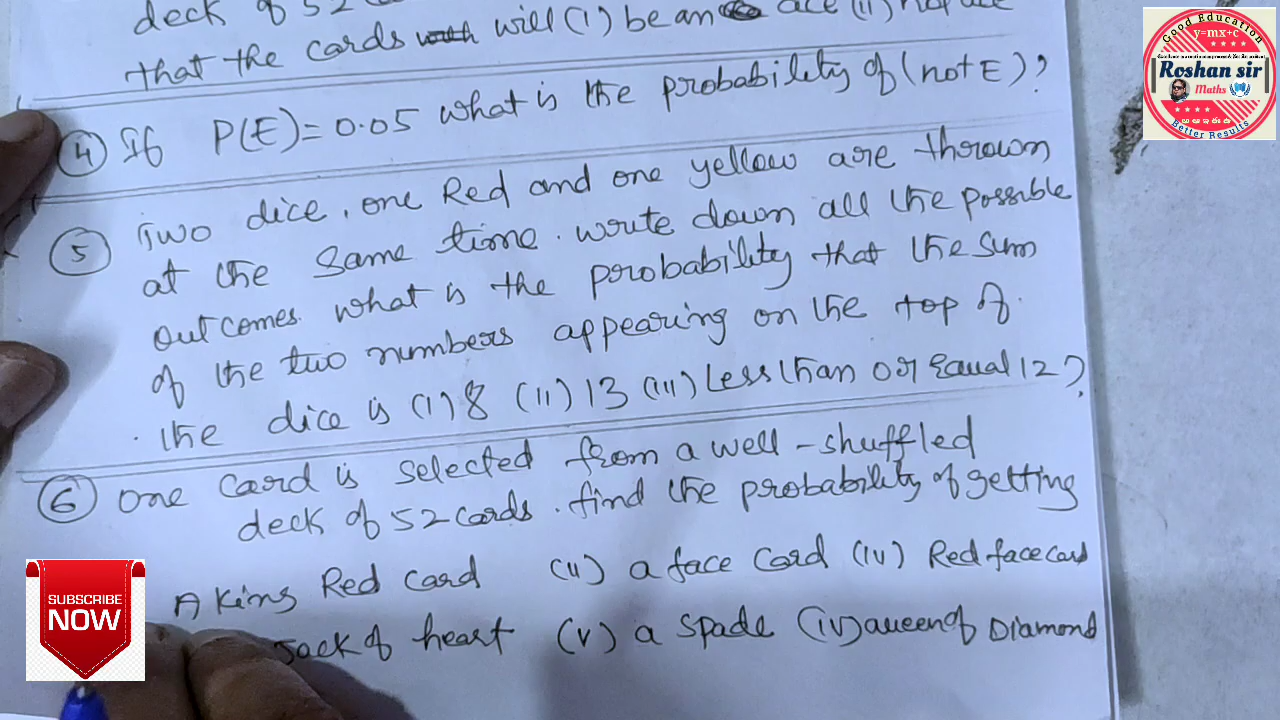 deck of 52
that the cards will (i) be an ace (ii) not
④ If P(E)=0.05 what is the probability of (not E)?
⑤ Two dice, one Red and one yellow are thrown
at the same time. write down all the possible
outcomes. what is the probability that the sum
of the two numbers appearing on the top of
the dice is (i) 8 (ii) 13 (iii) Less than or Equal 12?
⑥ One card is selected from a well-shuffled
deck of 52 cards. find the probability of getting
A King Red card (ii) a face card (iv) Red face card
Jack of heart (v) a spade (iv) Queen of Diamond
Good Education
y=mx+c
Roshan sir
Maths
Better Results
SUBSCRIBE
NOW